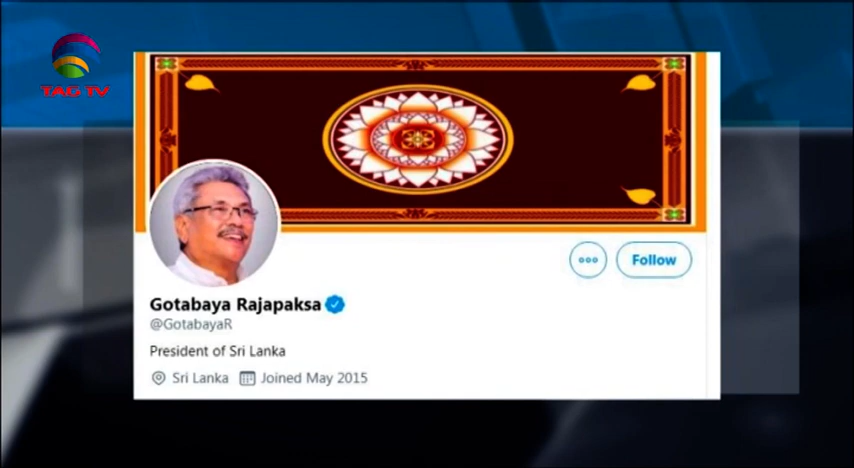 TAG TV
Gotabaya Rajapaksa
@GotabayaR
Follow
President of Sri Lanka
Sri Lanka Joined May 2015